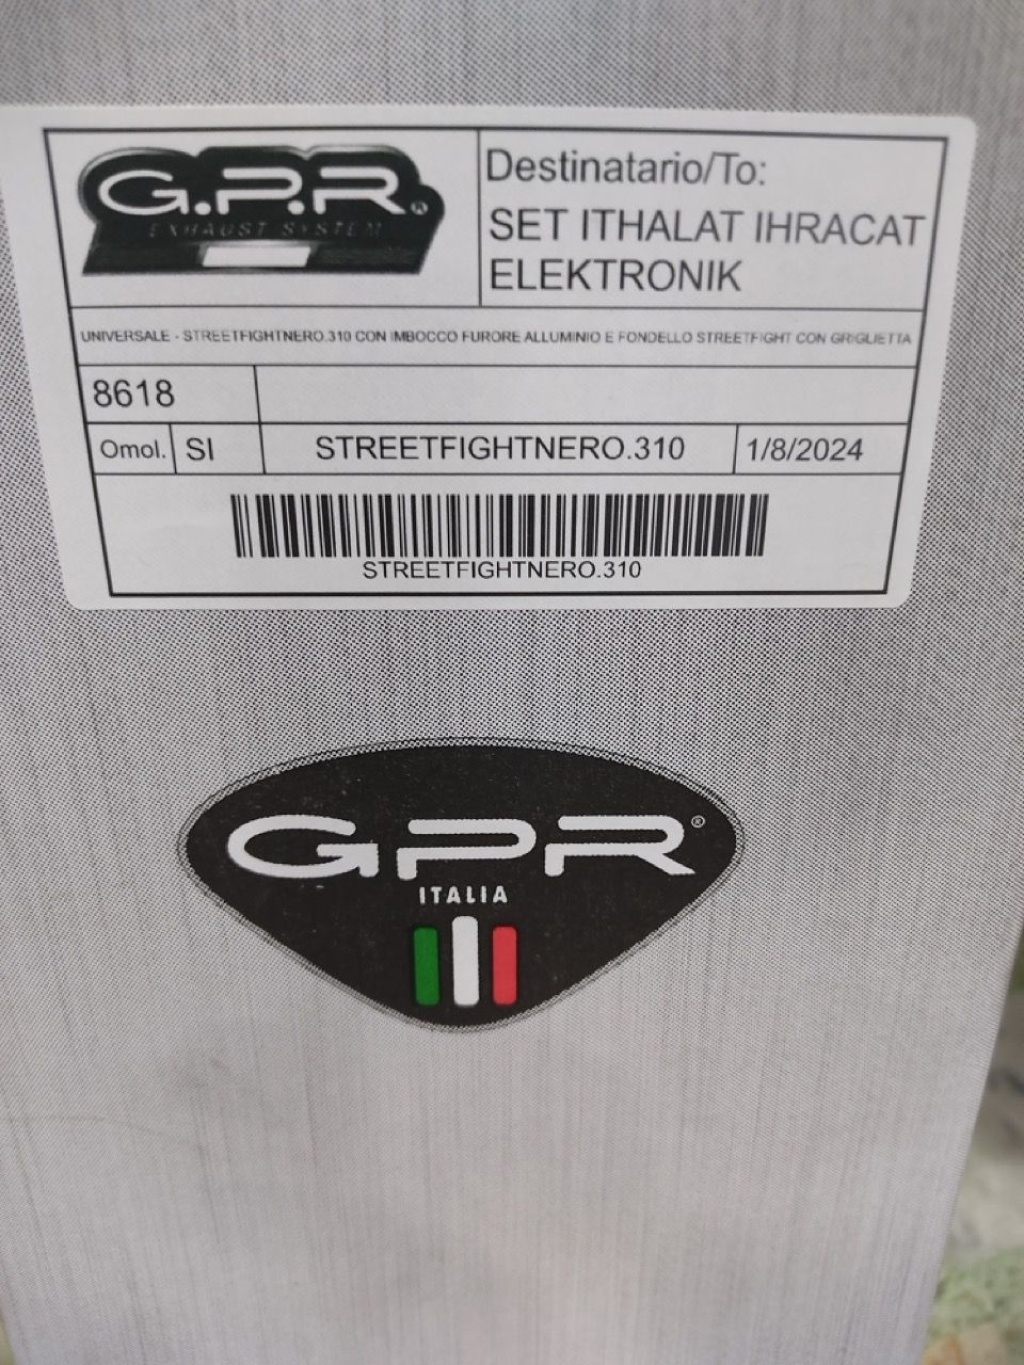 G.P.R.®
EXHAUST SYSTEM
Destinatario/To:
SET ITHALAT IHRACAT
ELEKTRONIK
UNIVERSALE - STREETFIGHTNERO.310 CON IMBOCCO FURORE ALLUMINIO E FONDELLO STREETFIGHT CON GRIGLIETTA
8618
Omol. SI STREETFIGHTNERO.310 1/8/2024
STREETFIGHTNERO.310
GPR®
ITALIA